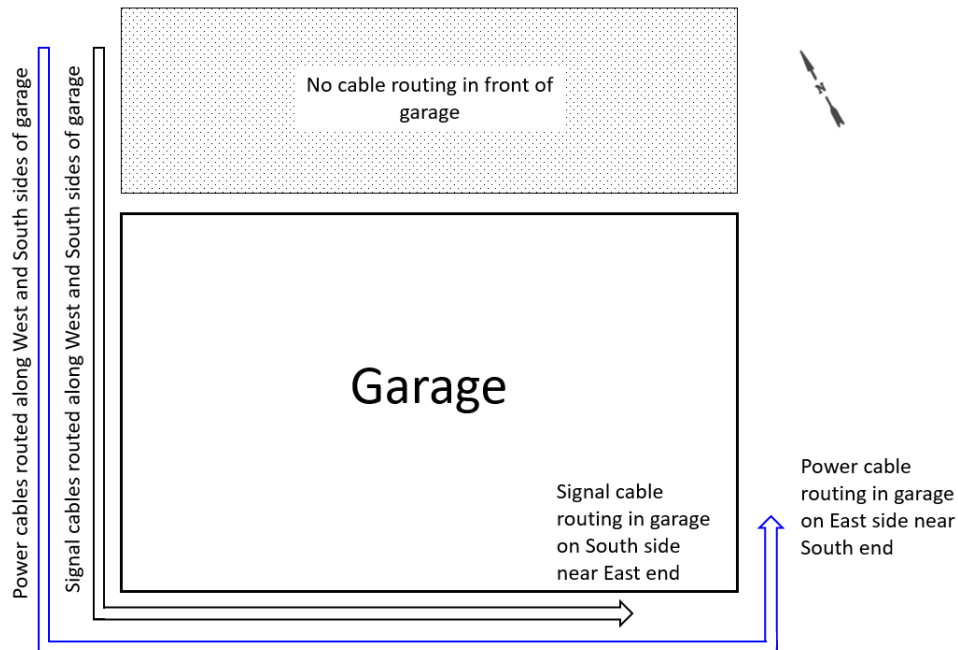 No cable routing in front of
garage
N
Power cables routed along West and South sides of garage
Signal cables routed along West and South sides of garage
Garage
Signal cable
routing in garage
on South side
near East end
Power cable
routing in garage
on East side near
South end